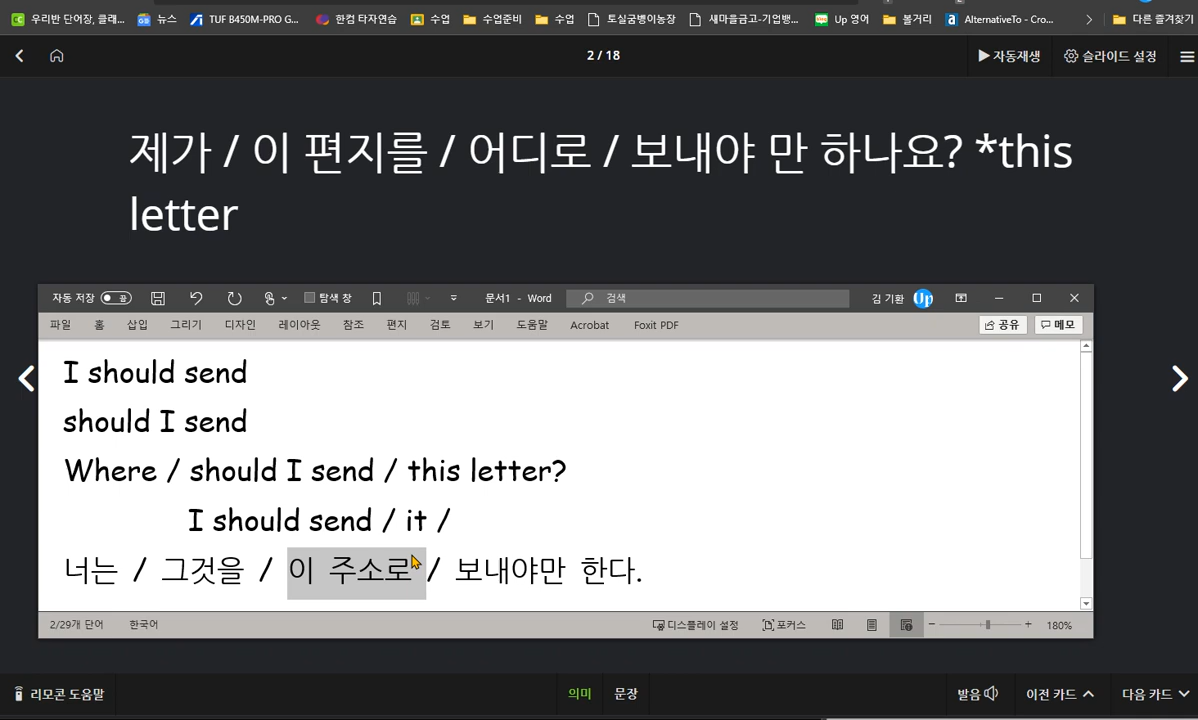 우리반 단어장, 클래... 뉴스 TUF B450M-PRO G... 한컴 타자연습 수업 수업준비 수업 토실굼벵이농장 새마을금고-기업뱅... Up 영어 볼거리 AlternativeTo - Cro... 다른 즐겨찾기
2 / 18 자동재생 슬라이드 설정
제가 / 이 편지를 / 어디로 / 보내야 만 하나요? *this
letter
자동 저장 끔 탐색 창 문서1 - Word 검색 김 기환 Up
파일 홈 삽입 그리기 디자인 레이아웃 참조 편지 검토 보기 도움말 Acrobat Foxit PDF 공유 메모
I should send
should I send
Where / should I send / this letter?
I should send / it /
너는 / 그것을 / 이 주소로 / 보내야만 한다.
2/29개 단어 한국어 디스플레이 설정 포커스 180%
리모콘 도움말 의미 문장 발음 이전 카드 다음 카드